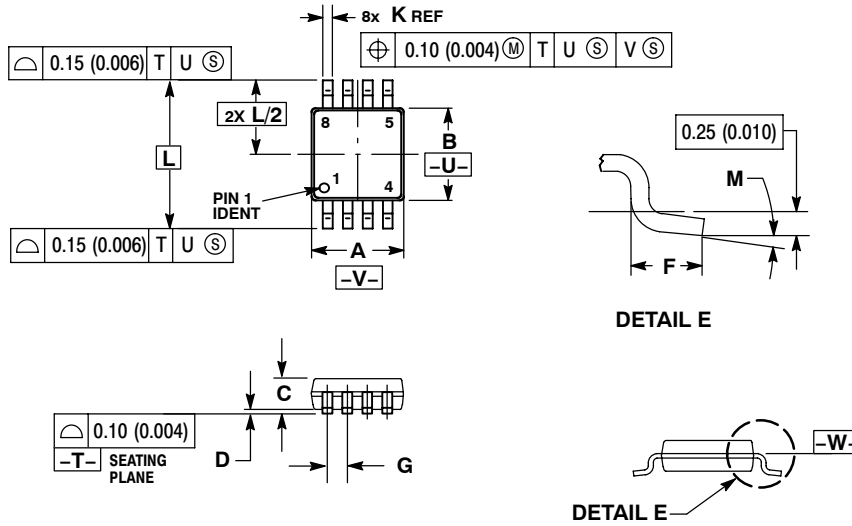 8x K REF
⌖ 0.10 (0.004) Ⓜ T U Ⓢ V Ⓢ
⌓ 0.15 (0.006) T U Ⓢ
2X L/2
8 5
B
-U-
L
PIN 1
IDENT
1
4
⌓ 0.15 (0.006) T U Ⓢ
A
-V-
0.25 (0.010)
M
F
DETAIL E
C
⌓ 0.10 (0.004)
-T- SEATING
PLANE
D
G
-W-
DETAIL E